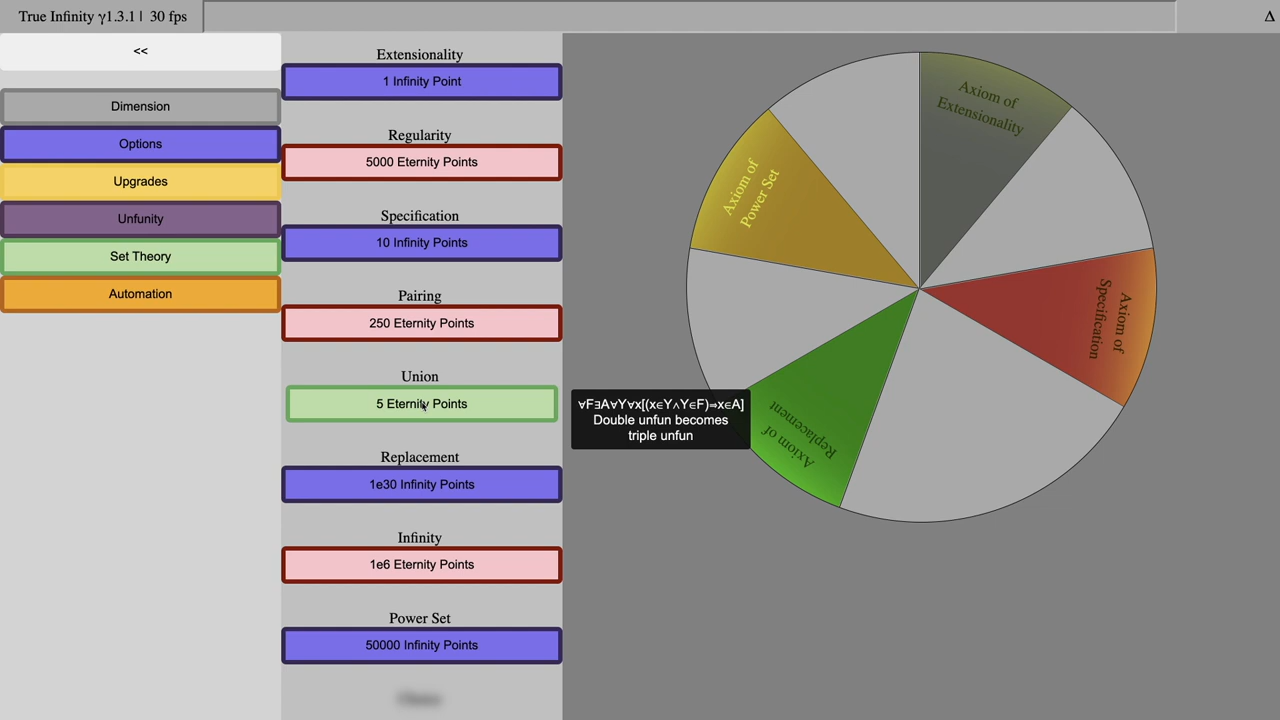 True Infinity γ1.3.1 | 30 fps
Δ
<<
Dimension
Options
Upgrades
Unfunity
Set Theory
Automation
Extensionality
1 Infinity Point
Regularity
5000 Eternity Points
Specification
10 Infinity Points
Pairing
250 Eternity Points
Union
5 Eternity Points
Replacement
1e30 Infinity Points
Infinity
1e6 Eternity Points
Power Set
50000 Infinity Points
∀F∃A∀Y∀x[(x∈Y∧Y∈F)⇒x∈A]
Double unfun becomes
triple unfun
Axiom of
Extensionality
Axiom of
Specification
Axiom of
Replacement
Axiom of
Power Set